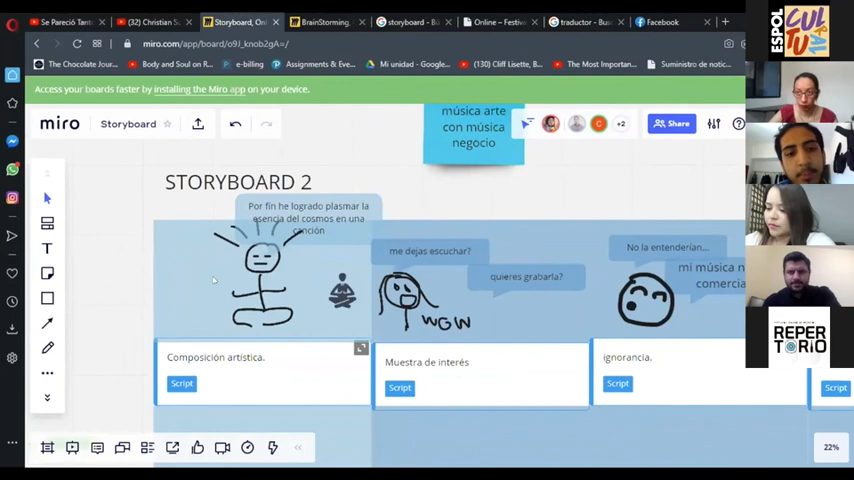 Se Pareció Tanto
(32) Christian S
Storyboard, Onl
BrainStorming,
storyboard - Bú
Online – Festiva
traductor - Bus
Facebook
miro.com/app/board/o9J_knob2gA=/
The Chocolate Jour...
Body and Soul on R...
e-billing
Assignments & Eve...
Mi unidad - Google...
(130) Cliff Lisette, B...
The Most Important...
Suministro de notic...
Access your boards faster by installing the Miro app on your device.
miro
Storyboard
+2
Share
C
música arte
con música
negocio
STORYBOARD 2
Por fin he logrado plasmar la
esencia del cosmos en una
canción
me dejas escuchar?
quieres grabarla?
No la entenderían...
mi música n
comercia
WOW
Composición artística.
Script
Muestra de interés
Script
ignorancia.
Script
Script
22%
ESPOL
CULTURAL
REPERTORIO